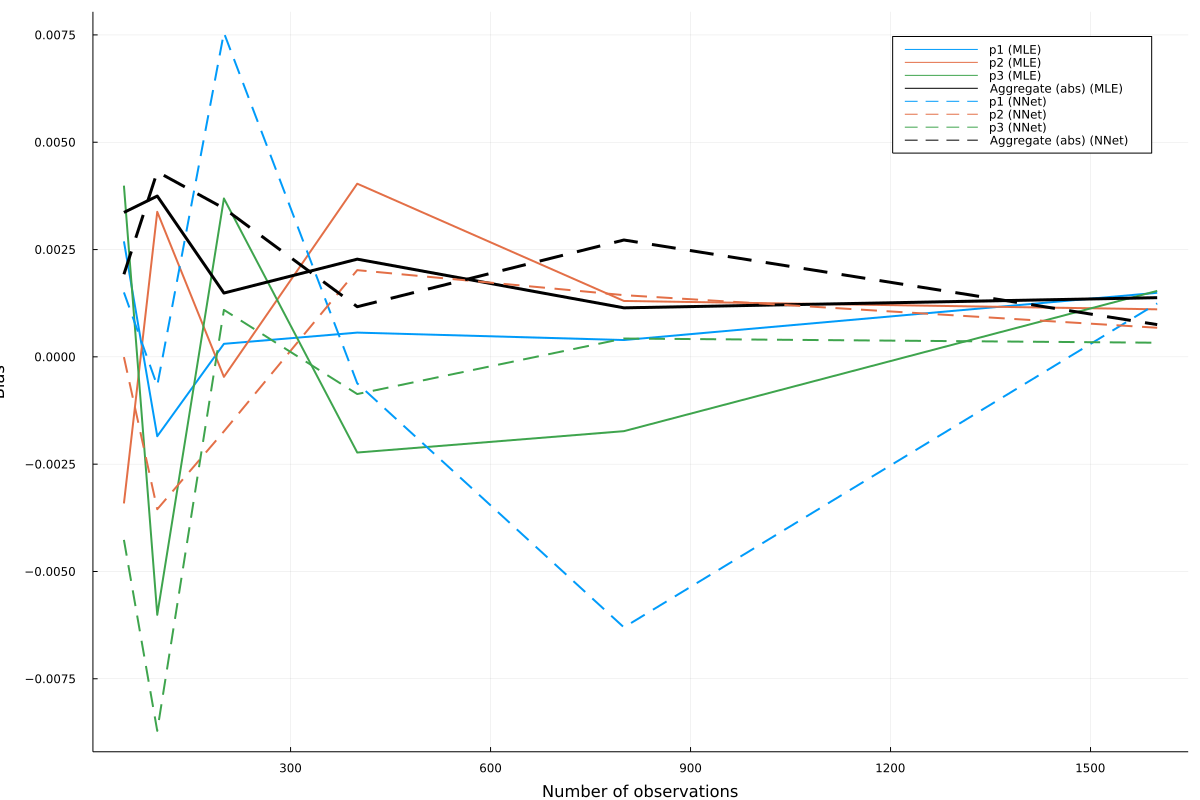 0.0075
0.0050
0.0025
0.0000
−0.0025
−0.0050
−0.0075
p1 (MLE)
p2 (MLE)
p3 (MLE)
Aggregate (abs) (MLE)
p1 (NNet)
p2 (NNet)
p3 (NNet)
Aggregate (abs) (NNet)
300
600
900
1200
1500
Number of observations